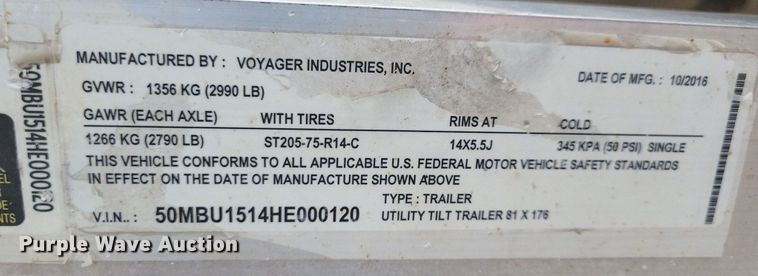 MANUFACTURED BY : VOYAGER INDUSTRIES, INC.
DATE OF MFG. : 10/2016
GVWR : 1356 KG (2990 LB)
GAWR (EACH AXLE) WITH TIRES RIMS AT COLD
1266 KG (2790 LB) ST205-75-R14-C 14X5.5J 345 KPA (50 PSI) SINGLE
THIS VEHICLE CONFORMS TO ALL APPLICABLE U.S. FEDERAL MOTOR VEHICLE SAFETY STANDARDS
IN EFFECT ON THE DATE OF MANUFACTURE SHOWN ABOVE
TYPE : TRAILER
V.I.N.. : 50MBU1514HE000120 UTILITY TILT TRAILER 81 X 176
50MBU1514HE000120
EL
DE
NTS
Purple Wave Auction